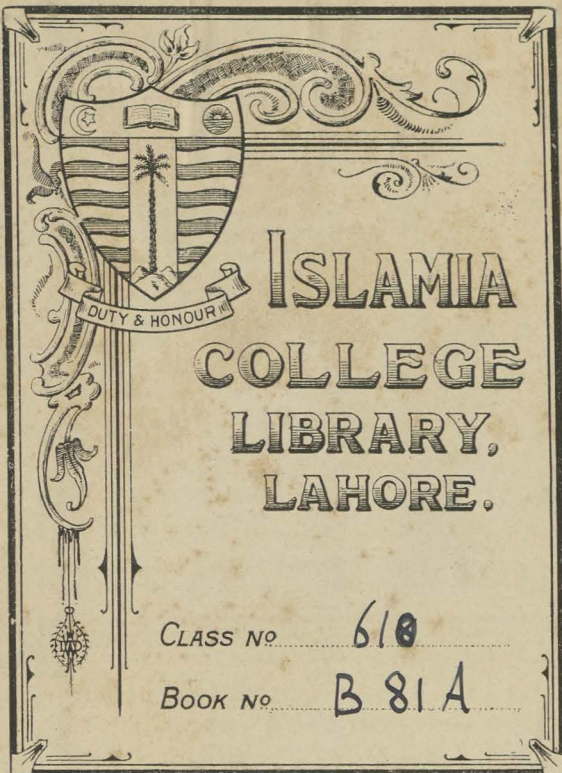 DUTY & HONOUR
ISLAMIA
COLLEGE
LIBRARY,
LAHORE.
CLASS Nº 610
BOOK Nº B 81 A